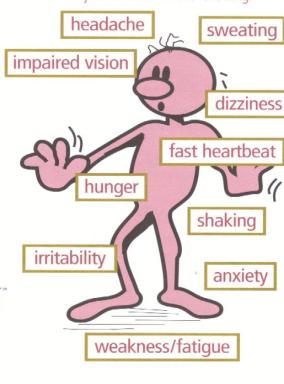 headache
sweating
impaired vision
dizziness
fast heartbeat
hunger
shaking
irritability
anxiety
weakness/fatigue